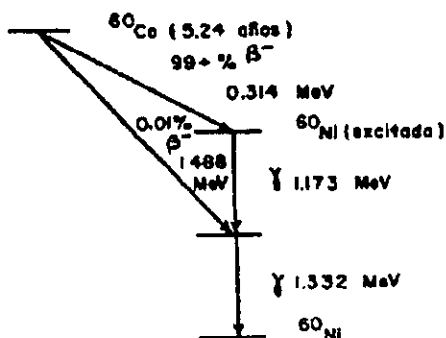 ⁶⁰Co (5.24 años)
99+ % β⁻
0.314 MeV
0.01%
β⁻
1.488
MeV
⁶⁰Ni (excitada)
γ 1.173 MeV
γ 1.332 MeV
⁶⁰Ni